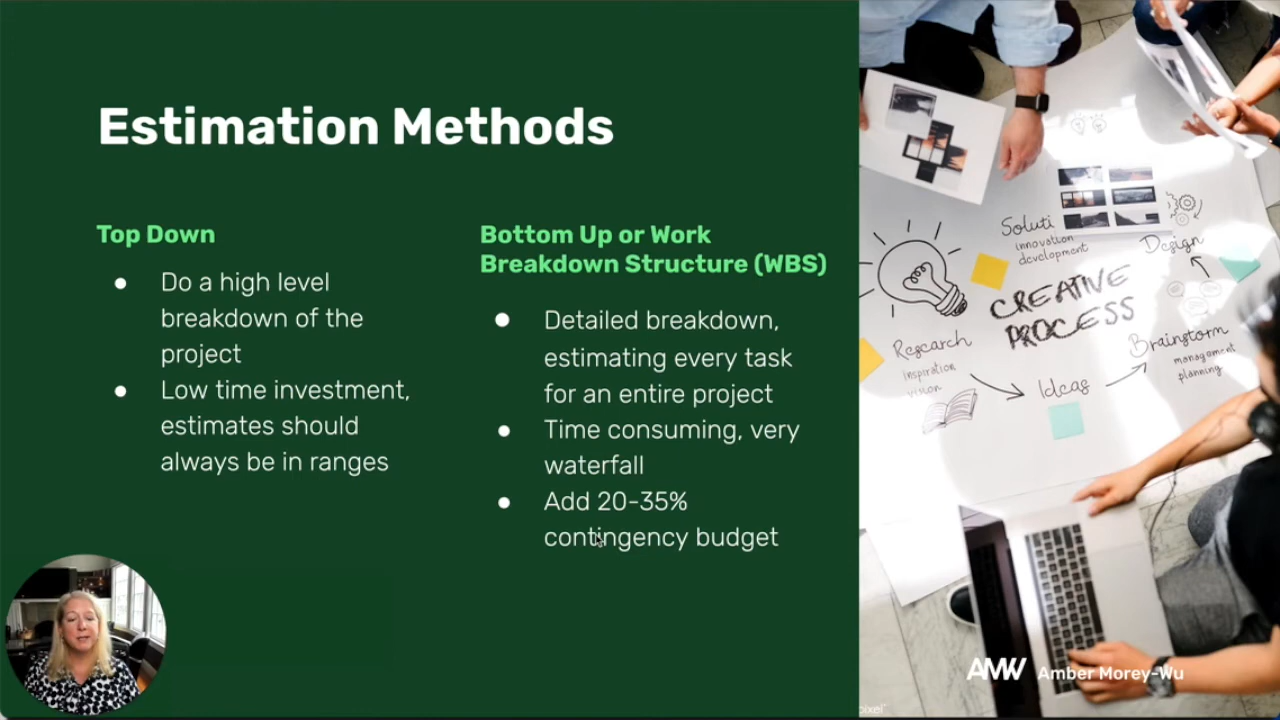 Estimation Methods
Top Down
● Do a high level
breakdown of the
project
● Low time investment,
estimates should
always be in ranges
Bottom Up or Work
Breakdown Structure (WBS)
● Detailed breakdown,
estimating every task
for an entire project
● Time consuming, very
waterfall
● Add 20-35%
contingency budget
Soluti
innovation
development
Design
CREATIVE
PROCESS
Research
inspiration
vision
Ideas
Brainstorm
management
planning
AMW Amber Morey-Wu